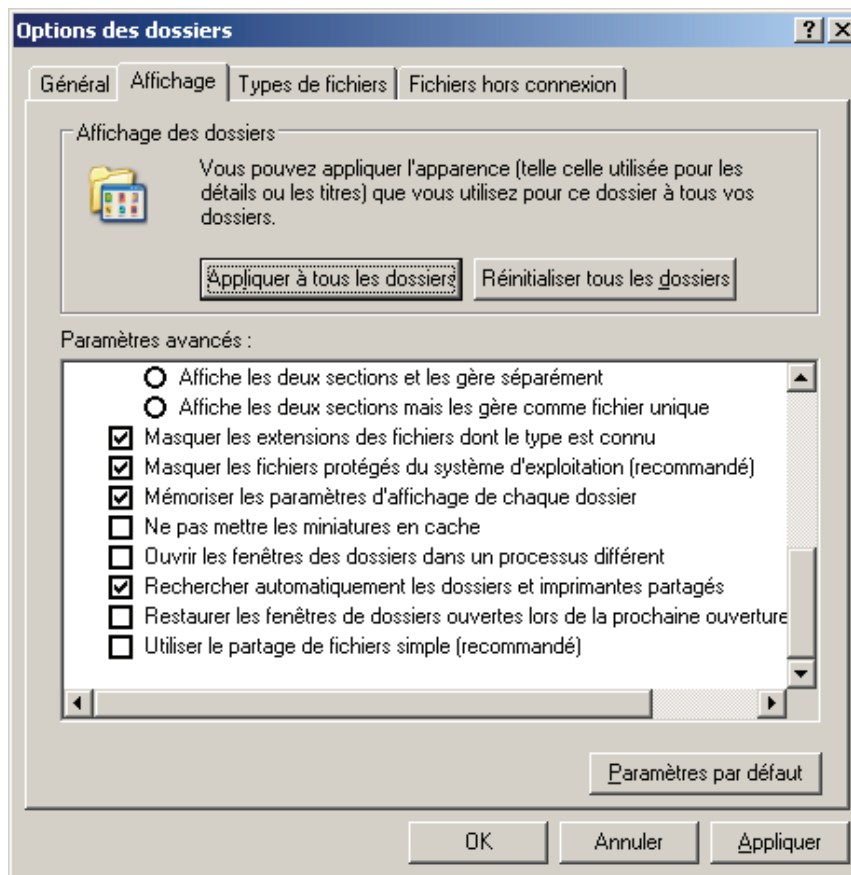 Options des dossiers
Général Affichage Types de fichiers Fichiers hors connexion
Affichage des dossiers
Vous pouvez appliquer l'apparence (telle celle utilisée pour les
détails ou les titres) que vous utilisez pour ce dossier à tous vos
dossiers.
Appliquer à tous les dossiers Réinitialiser tous les dossiers
Paramètres avancés :
Affiche les deux sections et les gère séparément
Affiche les deux sections mais les gère comme fichier unique
Masquer les extensions des fichiers dont le type est connu
Masquer les fichiers protégés du système d'exploitation (recommandé)
Mémoriser les paramètres d'affichage de chaque dossier
Ne pas mettre les miniatures en cache
Ouvrir les fenêtres des dossiers dans un processus différent
Rechercher automatiquement les dossiers et imprimantes partagés
Restaurer les fenêtres de dossiers ouvertes lors de la prochaine ouverture
Utiliser le partage de fichiers simple (recommandé)
Paramètres par défaut
OK Annuler Appliquer